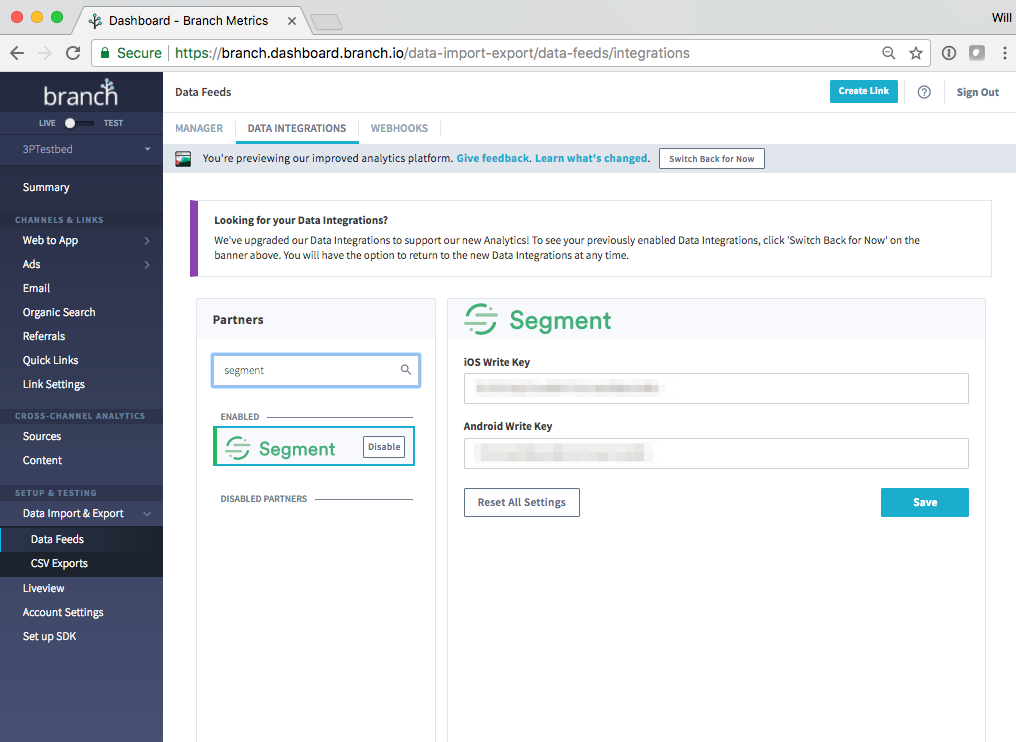 Dashboard - Branch Metrics
Will
Secure https://branch.dashboard.branch.io/data-import-export/data-feeds/integrations
branch
LIVE TEST
3PTestbed
Summary
CHANNELS & LINKS
Web to App
Ads
Email
Organic Search
Referrals
Quick Links
Link Settings
CROSS-CHANNEL ANALYTICS
Sources
Content
SETUP & TESTING
Data Import & Export
Data Feeds
CSV Exports
Liveview
Account Settings
Set up SDK
Data Feeds
Create Link
Sign Out
MANAGER
DATA INTEGRATIONS
WEBHOOKS
You're previewing our improved analytics platform. Give feedback. Learn what's changed.
Switch Back for Now
Looking for your Data Integrations?
We've upgraded our Data Integrations to support our new Analytics! To see your previously enabled Data Integrations, click 'Switch Back for Now' on the
banner above. You will have the option to return to the new Data Integrations at any time.
Partners
segment
ENABLED
Segment
Disable
DISABLED PARTNERS
Segment
iOS Write Key
Android Write Key
Reset All Settings
Save